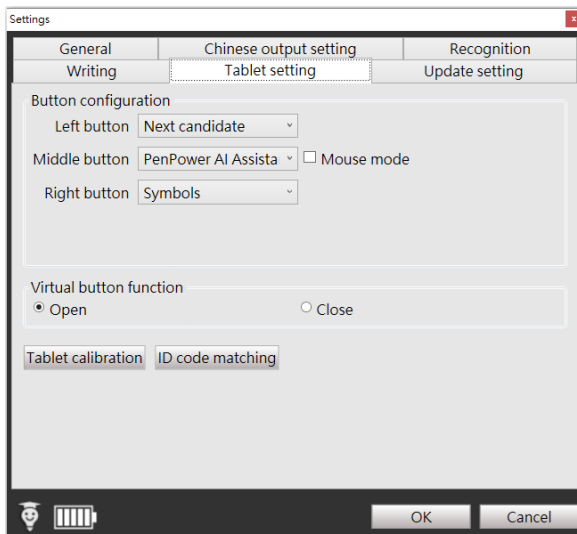 Settings
x
General Chinese output setting Recognition
Writing Tablet setting Update setting
Button configuration
Left button Next candidate
Middle button PenPower AI Assista Mouse mode
Right button Symbols
Virtual button function
Open Close
Tablet calibration ID code matching
OK Cancel